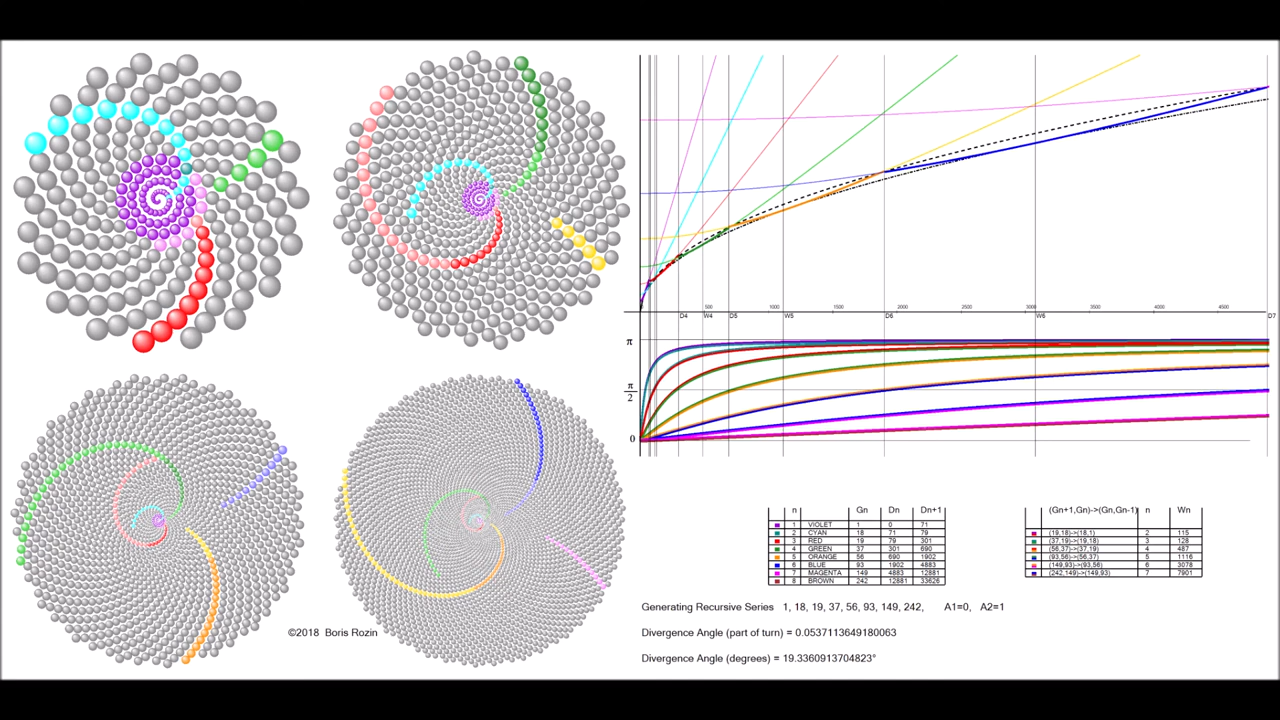 500 1000 1500 2000 2500 3000 3500 4000 4500
D4 W4 D5 W5 D6 W6 D7
π
π
2
0
n Gn Dn Dn+1
1 VIOLET 1 0 71
2 CYAN 18 71 79
3 RED 19 79 301
4 GREEN 37 301 690
5 ORANGE 56 690 1902
6 BLUE 93 1902 4883
7 MAGENTA 149 4883 12881
8 BROWN 242 12881 33626
(Gn+1,Gn)->(Gn,Gn-1) n Wn
(19,18)->(18,1) 2 115
(37,19)->(19,18) 3 128
(56,37)->(37,19) 4 487
(93,56)->(56,37) 5 1116
(149,93)->(93,56) 6 3078
(242,149)->(149,93) 7 7901
Generating Recursive Series 1, 18, 19, 37, 56, 93, 149, 242, A1=0, A2=1
©2018 Boris Rozin
Divergence Angle (part of turn) = 0.0537113649180063
Divergence Angle (degrees) = 19.3360913704823°